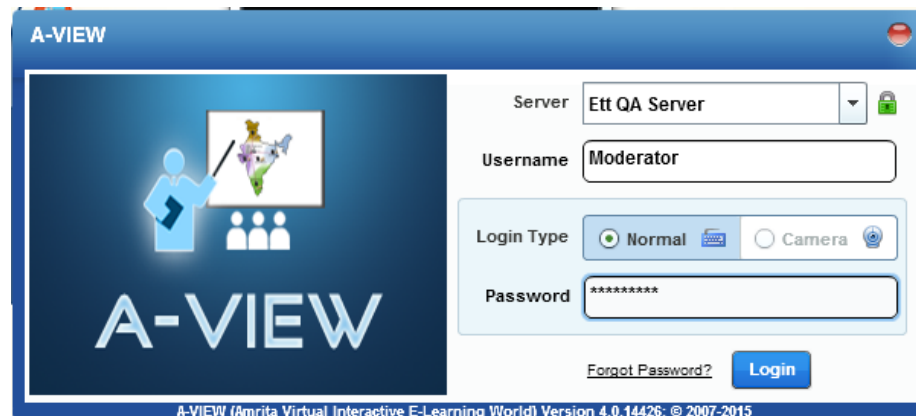 A-VIEW
Server Ett QA Server
Username Moderator
Login Type Normal Camera
Password *********
A-VIEW
Forgot Password? Login
A-VIEW (Amrita Virtual Interactive E-Learning World) Version 4.0.14426; © 2007-2015